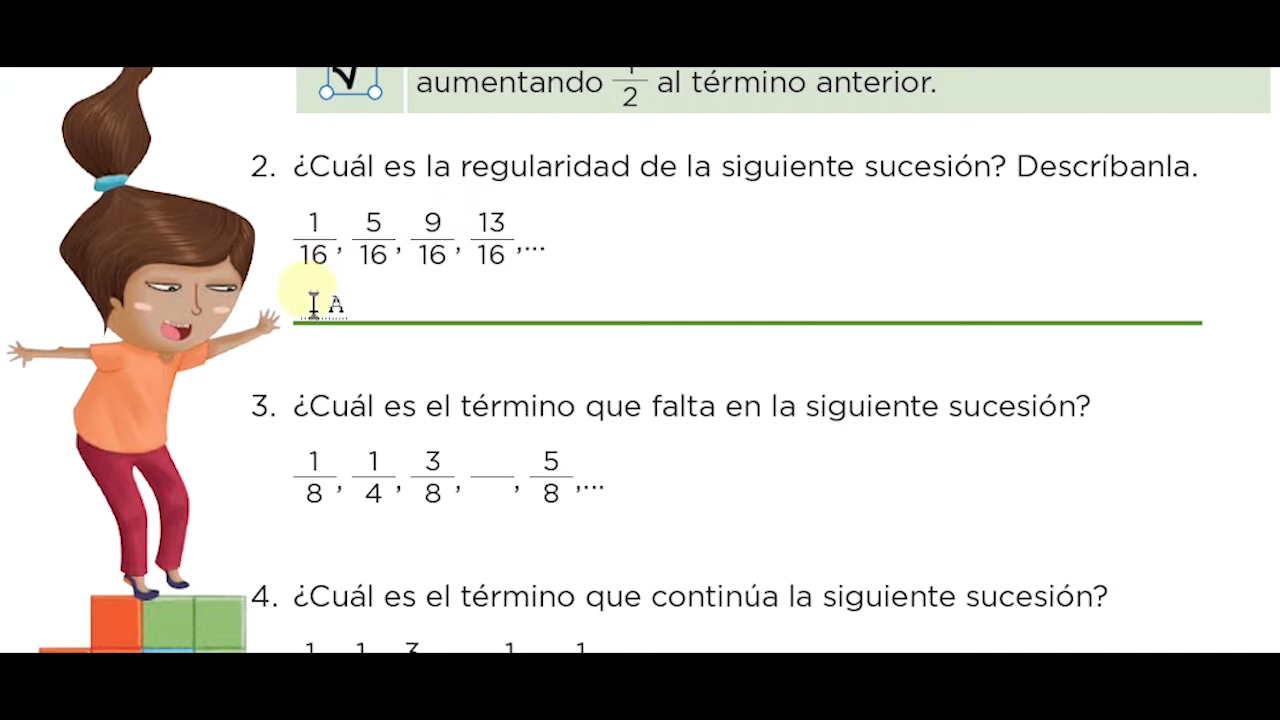 aumentando 1/2 al término anterior.
2. ¿Cuál es la regularidad de la siguiente sucesión? Descríbanla.
1/16, 5/16, 9/16, 13/16,...
A
3. ¿Cuál es el término que falta en la siguiente sucesión?
1/8, 1/4, 3/8, __, 5/8,...
4. ¿Cuál es el término que continúa la siguiente sucesión?